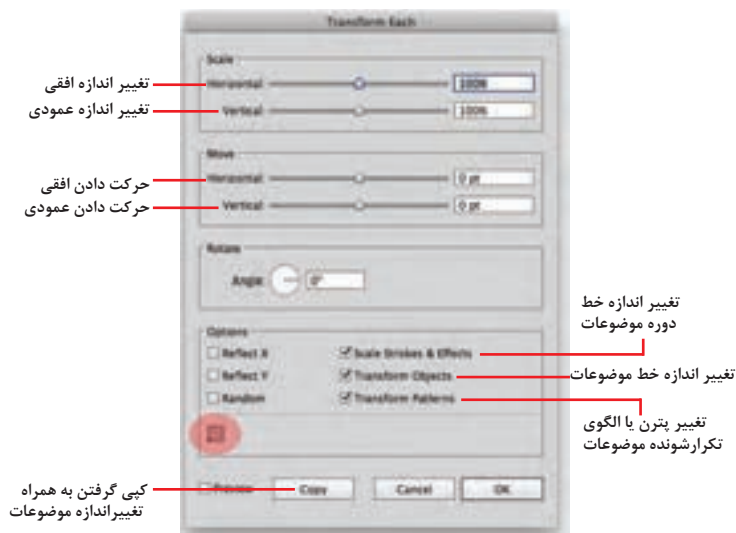 Transform Each
Scale
Horizontal 100%
Vertical 100%
Move
Horizontal 0 pt
Vertical 0 pt
Rotate
Angle: 0°
Options
Reflect X
Scale Strokes & Effects
Reflect Y
Transform Objects
Random
Transform Patterns
Preview
Copy
Cancel
OK
تغییر اندازه افقی
تغییر اندازه عمودی
حرکت دادن افقی
حرکت دادن عمودی
تغییر اندازه خط
دوره موضوعات
تغییر اندازه خط موضوعات
تغییر پترن یا الگوی
تکرارشونده موضوعات
کپی گرفتن به همراه
تغییراندازه موضوعات